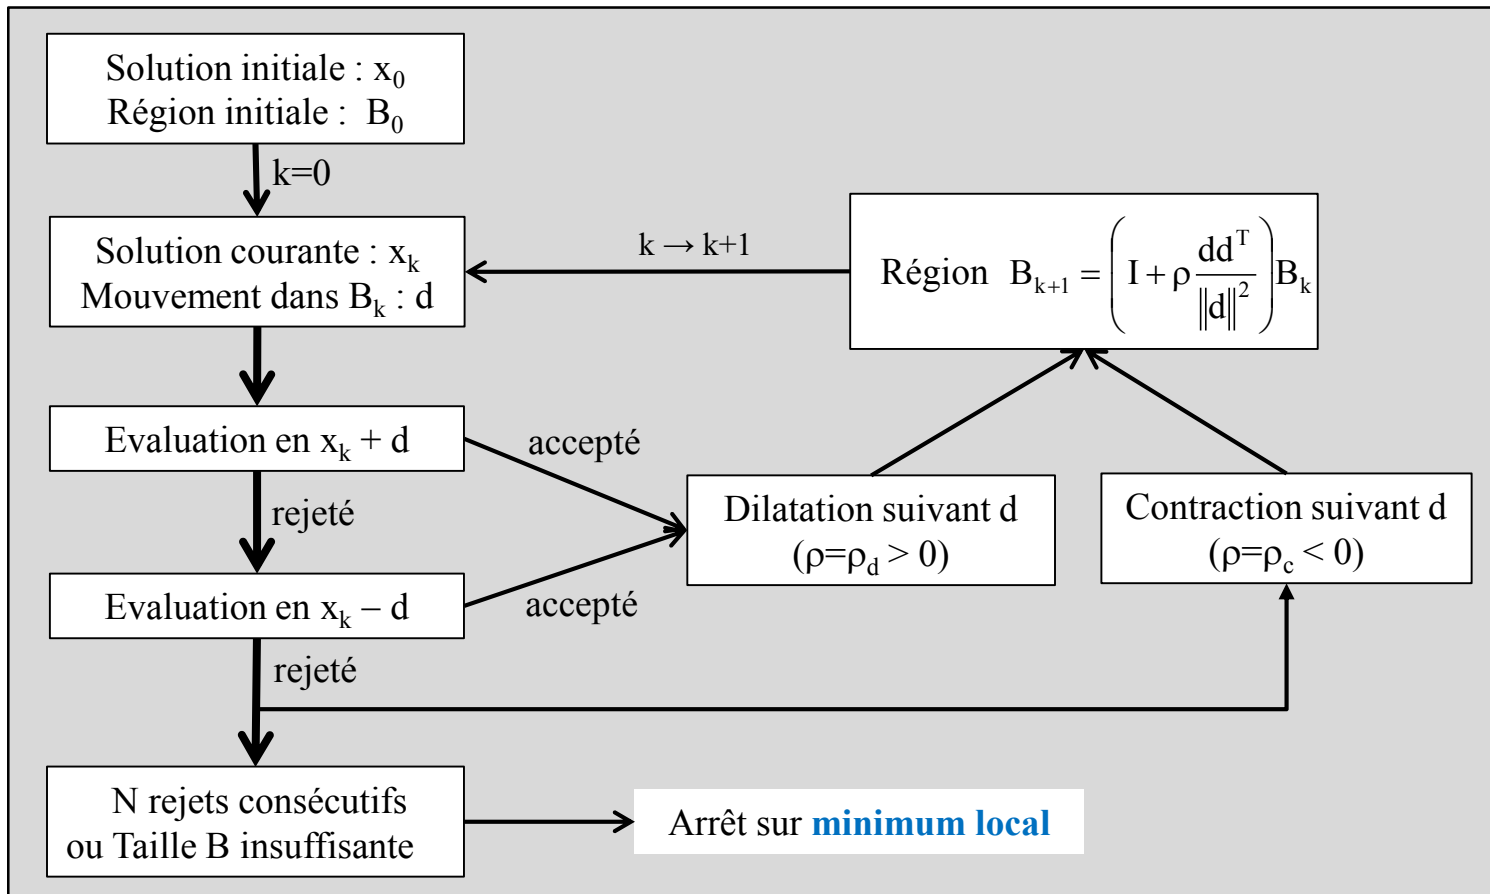 Solution initiale : x₀
Région initiale : B₀
k=0
Solution courante : xₖ
Mouvement dans Bₖ : d
k → k+1
Région Bₖ₊₁ = (I + ρ ddᵀ / ‖d‖²) Bₖ
Evaluation en xₖ + d
accepté
rejeté
Dilatation suivant d
(ρ=ρ_d > 0)
Contraction suivant d
(ρ=ρ_c < 0)
Evaluation en xₖ – d
accepté
rejeté
N rejets consécutifs
ou Taille B insuffisante
Arrêt sur minimum local